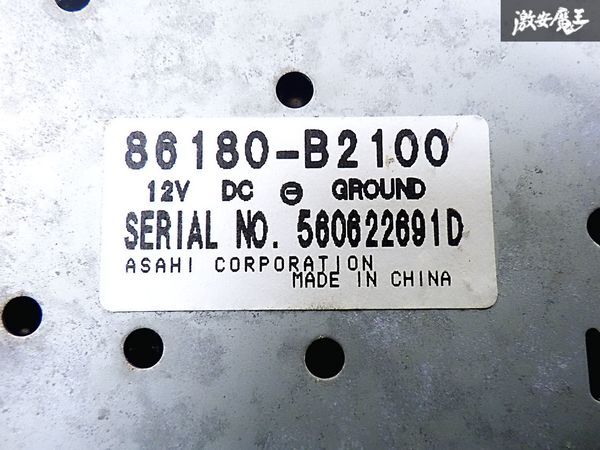 激安魔王
86180-B2100
12V DC ⊖ GROUND
SERIAL NO. 560622691D
ASAHI CORPORATION
MADE IN CHINA